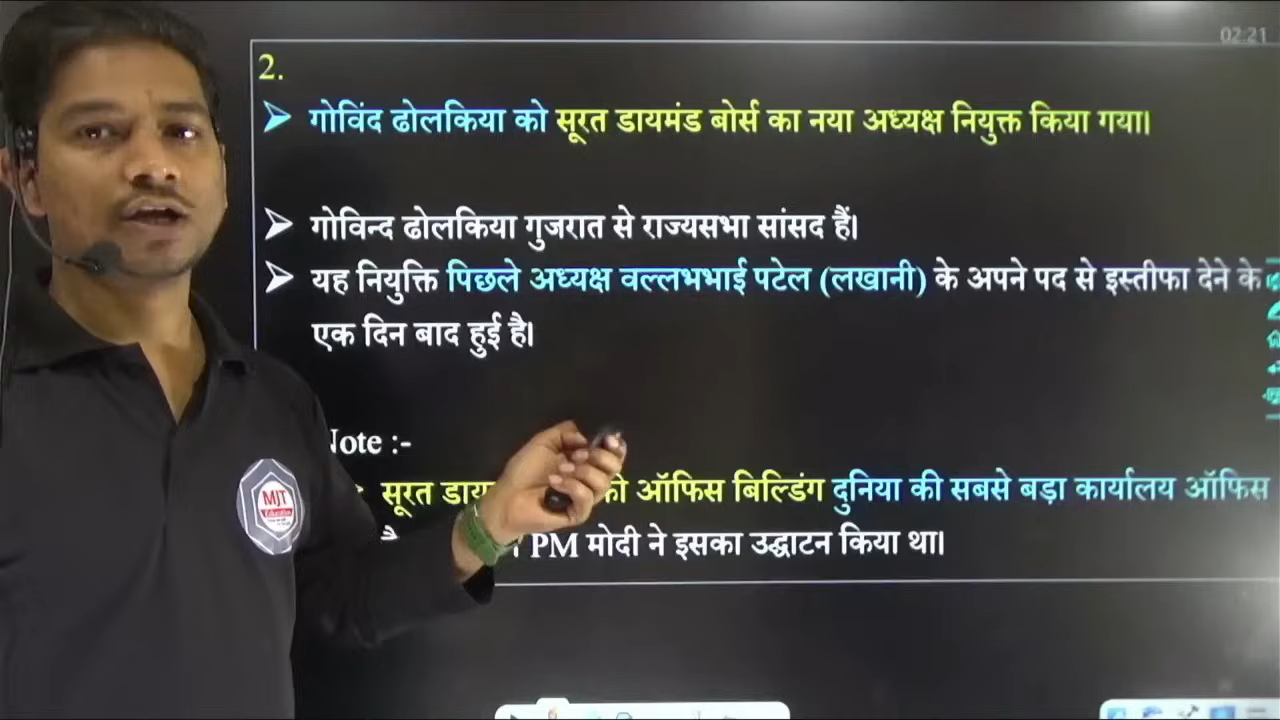 02:21
2.
➢ गोविंद ढोलकिया को सूरत डायमंड बोर्स का नया अध्यक्ष नियुक्त किया गया।
➢ गोविन्द ढोलकिया गुजरात से राज्यसभा सांसद हैं।
➢ यह नियुक्ति पिछले अध्यक्ष वल्लभभाई पटेल (लखानी) के अपने पद से इस्तीफा देने के
एक दिन बाद हुई है।
Note :-
सूरत की ऑफिस बिल्डिंग दुनिया की सबसे बड़ा कार्यालय ऑफिस
PM मोदी ने इसका उद्घाटन किया था।
MJT
Education